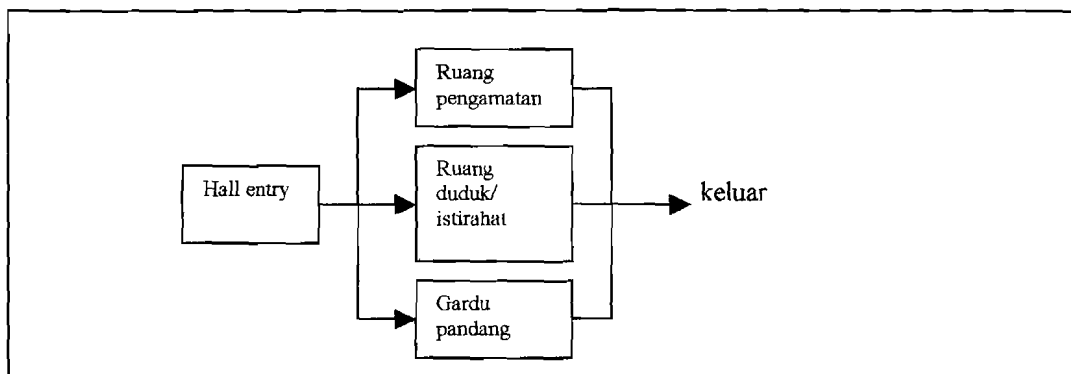 Hall entry
Ruang
pengamatan
Ruang
duduk/
istirahat
Gardu
pandang
keluar